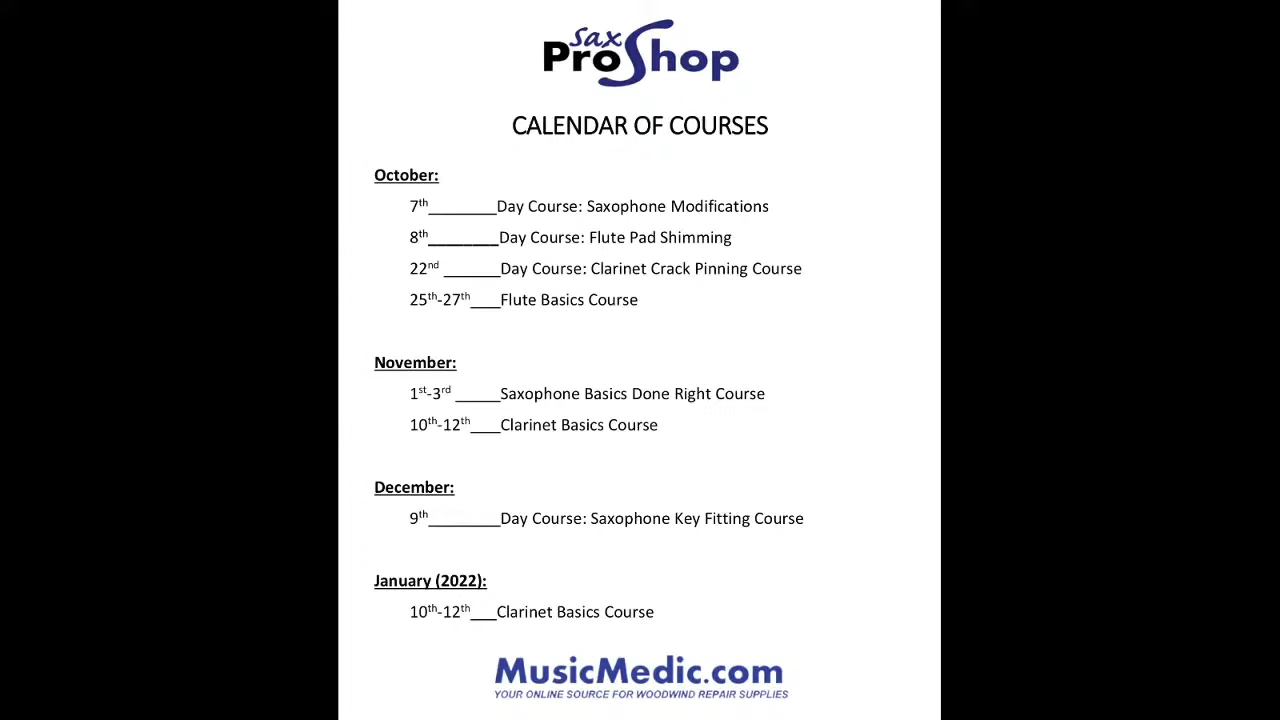 Sax
ProShop
CALENDAR OF COURSES
October:
7th________Day Course: Saxophone Modifications
8th________Day Course: Flute Pad Shimming
22nd _______Day Course: Clarinet Crack Pinning Course
25th-27th___Flute Basics Course
November:
1st-3rd _____Saxophone Basics Done Right Course
10th-12th___Clarinet Basics Course
December:
9th________Day Course: Saxophone Key Fitting Course
January (2022):
10th-12th___Clarinet Basics Course
MusicMedic.com
YOUR ONLINE SOURCE FOR WOODWIND REPAIR SUPPLIES